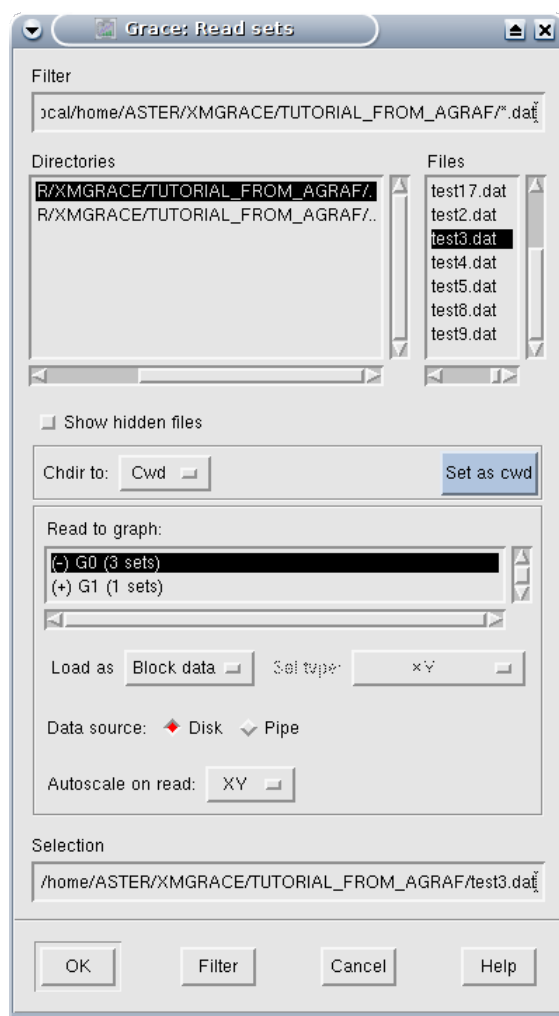 Grace: Read sets
Filter
ocal/home/ASTER/XMGRACE/TUTORIAL_FROM_AGRAF/*.dat
Directories
R/XMGRACE/TUTORIAL_FROM_AGRAF/.
R/XMGRACE/TUTORIAL_FROM_AGRAF/..
Files
test17.dat
test2.dat
test3.dat
test4.dat
test5.dat
test8.dat
test9.dat
Show hidden files
Chdir to: Cwd Set as cwd
Read to graph:
(-) G0 (3 sets)
(+) G1 (1 sets)
Load as Block data Set type: XY
Data source: Disk Pipe
Autoscale on read: XY
Selection
/home/ASTER/XMGRACE/TUTORIAL_FROM_AGRAF/test3.dat
OK Filter Cancel Help